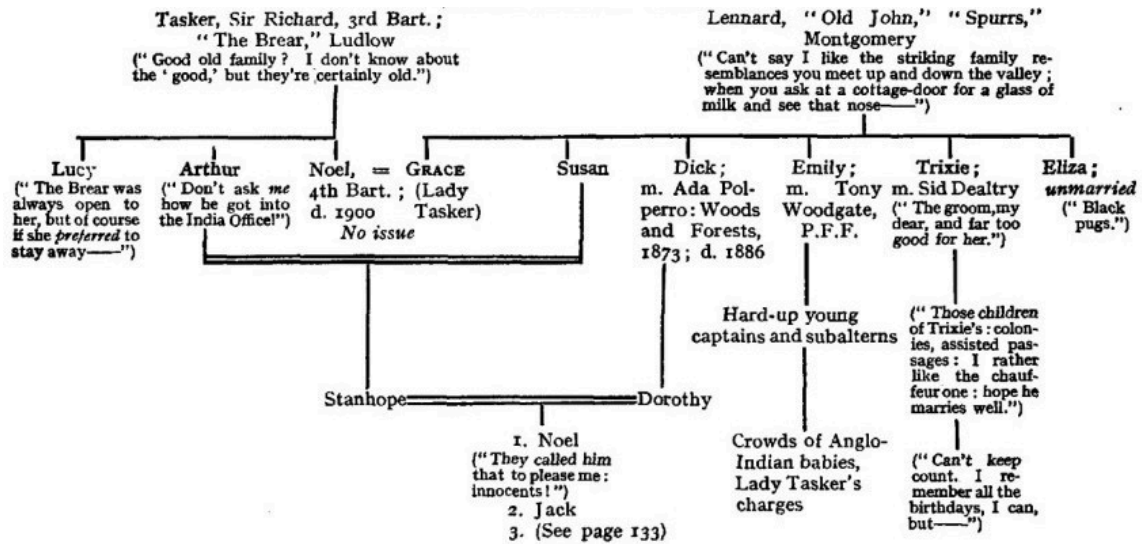 Tasker, Sir Richard, 3rd Bart. ;
"The Brear," Ludlow
(" Good old family ? I don't know about
the ' good,' but they're certainly old.")
Lennard, "Old John," "Spurrs,"
Montgomery
("Can't say I like the striking family re-
semblances you meet up and down the valley ;
when you ask at a cottage-door for a glass of
milk and see that nose——")
Lucy
(" The Brear was
always open to
her, but of course
if she preferred to
stay away——")
Arthur
(" Don't ask me
how he got into
the India Office!")
Noel, =
4th Bart. ;
d. 1900
GRACE
(Lady
Tasker)
No issue
Susan
Dick ;
m. Ada Pol-
perro : Woods
and Forests,
1873 ; d. 1886
Emily ;
m. Tony
Woodgate,
P.F.F.
Trixie ;
m. Sid Dealtry
(" The groom, my
dear, and far too
good for her.")
Eliza ;
unmarried
(" Black
pugs.")
Hard-up young
captains and subalterns
(" Those children
of Trixie's : colon-
ies, assisted pas-
sages : I rather
like the chauf-
feur one : hope he
marries well.")
Stanhope
Dorothy
1. Noel
(" They called him
that to please me :
innocents ! ")
2. Jack
3. (See page 133)
Crowds of Anglo-
Indian babies,
Lady Tasker's
charges
(" Can't keep
count. I re-
member all the
birthdays, I can,
but——")